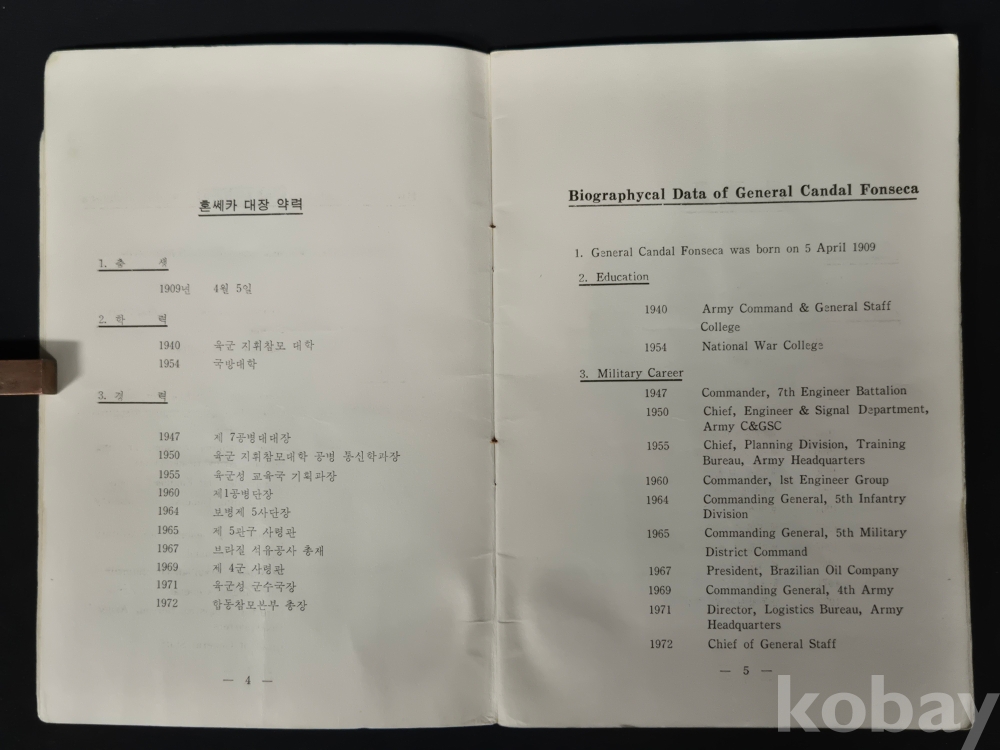 혼쎄카 대장 약력
1. 출 생
1909년 4월 5일
2. 학 력
1940 육군 지휘참모 대학
1954 국방대학
3. 경 력
1947 제 7공병대대장
1950 육군 지휘참모대학 공병 통신학과장
1955 육군성 교육국 기획과장
1960 제1공병단장
1964 보병제 5사단장
1965 제 5관구 사령관
1967 브라질 석유공사 총재
1969 제 4군 사령관
1971 육군성 군수국장
1972 합동참모본부 총장
— 4 —
Biographycal Data of General Candal Fonseca
1. General Candal Fonseca was born on 5 April 1909
2. Education
1940 Army Command & General Staff
College
1954 National War College
3. Military Career
1947 Commander, 7th Engineer Battalion
1950 Chief, Engineer & Signal Department,
Army C&GSC
1955 Chief, Planning Division, Training
Bureau, Army Headquarters
1960 Commander, 1st Engineer Group
1964 Commanding General, 5th Infantry
Division
1965 Commanding General, 5th Military
District Command
1967 President, Brazilian Oil Company
1969 Commanding General, 4th Army
1971 Director, Logistics Bureau, Army
Headquarters
1972 Chief of General Staff
— 5 —
kobay